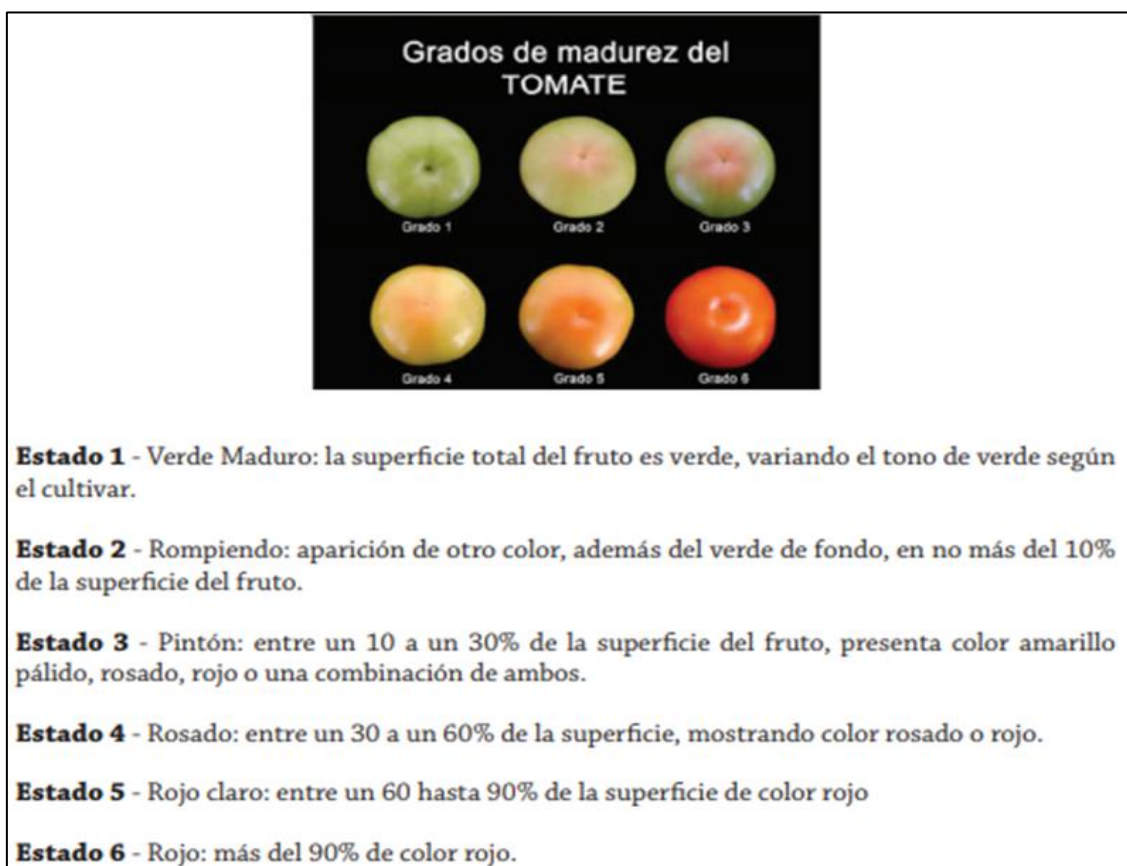 Grados de madurez del
TOMATE
Grado 1
Grado 2
Grado 3
Grado 4
Grado 5
Grado 6
Estado 1 - Verde Maduro: la superficie total del fruto es verde, variando el tono de verde según
el cultivar.
Estado 2 - Rompiendo: aparición de otro color, además del verde de fondo, en no más del 10%
de la superficie del fruto.
Estado 3 - Pintón: entre un 10 a un 30% de la superficie del fruto, presenta color amarillo
pálido, rosado, rojo o una combinación de ambos.
Estado 4 - Rosado: entre un 30 a un 60% de la superficie, mostrando color rosado o rojo.
Estado 5 - Rojo claro: entre un 60 hasta 90% de la superficie de color rojo
Estado 6 - Rojo: más del 90% de color rojo.